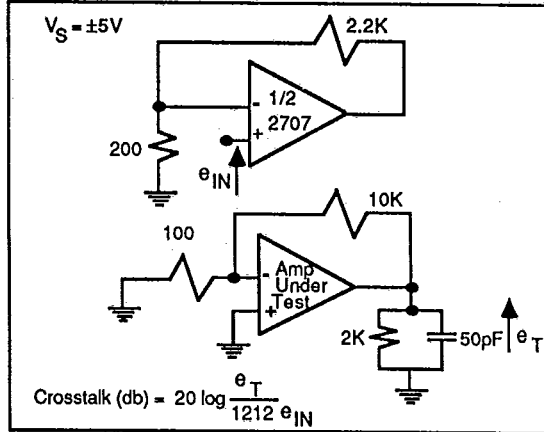 V_S = ±5V
2.2K
-
1/2
2707
+
200
e_IN
10K
100
- Amp
Under
+ Test
2K
50pF
e_T
Crosstalk (db) = 20 log e_T / 1212 e_IN